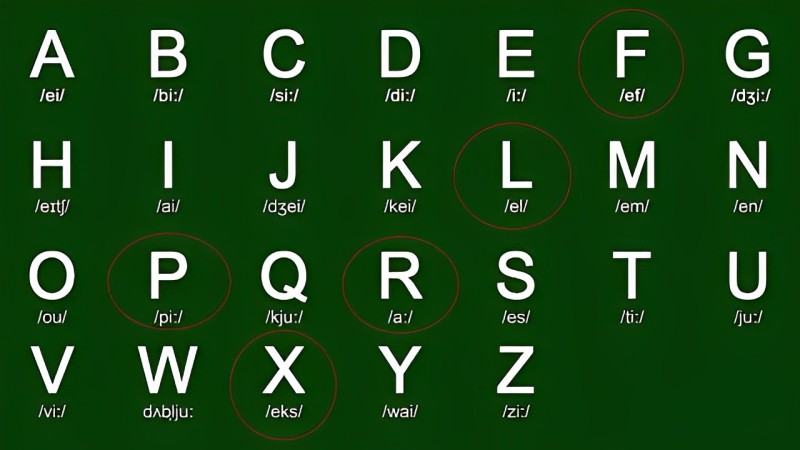 A B C D E F G
/ei/ /bi:/ /si:/ /di:/ /i:/ /ef/ /dʒi:/
H I J K L M N
/eɪtʃ/ /ai/ /dʒei/ /kei/ /el/ /em/ /en/
O P Q R S T U
/ou/ /pi:/ /kju:/ /a:/ /es/ /ti:/ /ju:/
V W X Y Z
/vi:/ dʌblju: /eks/ /wai/ /zi:/